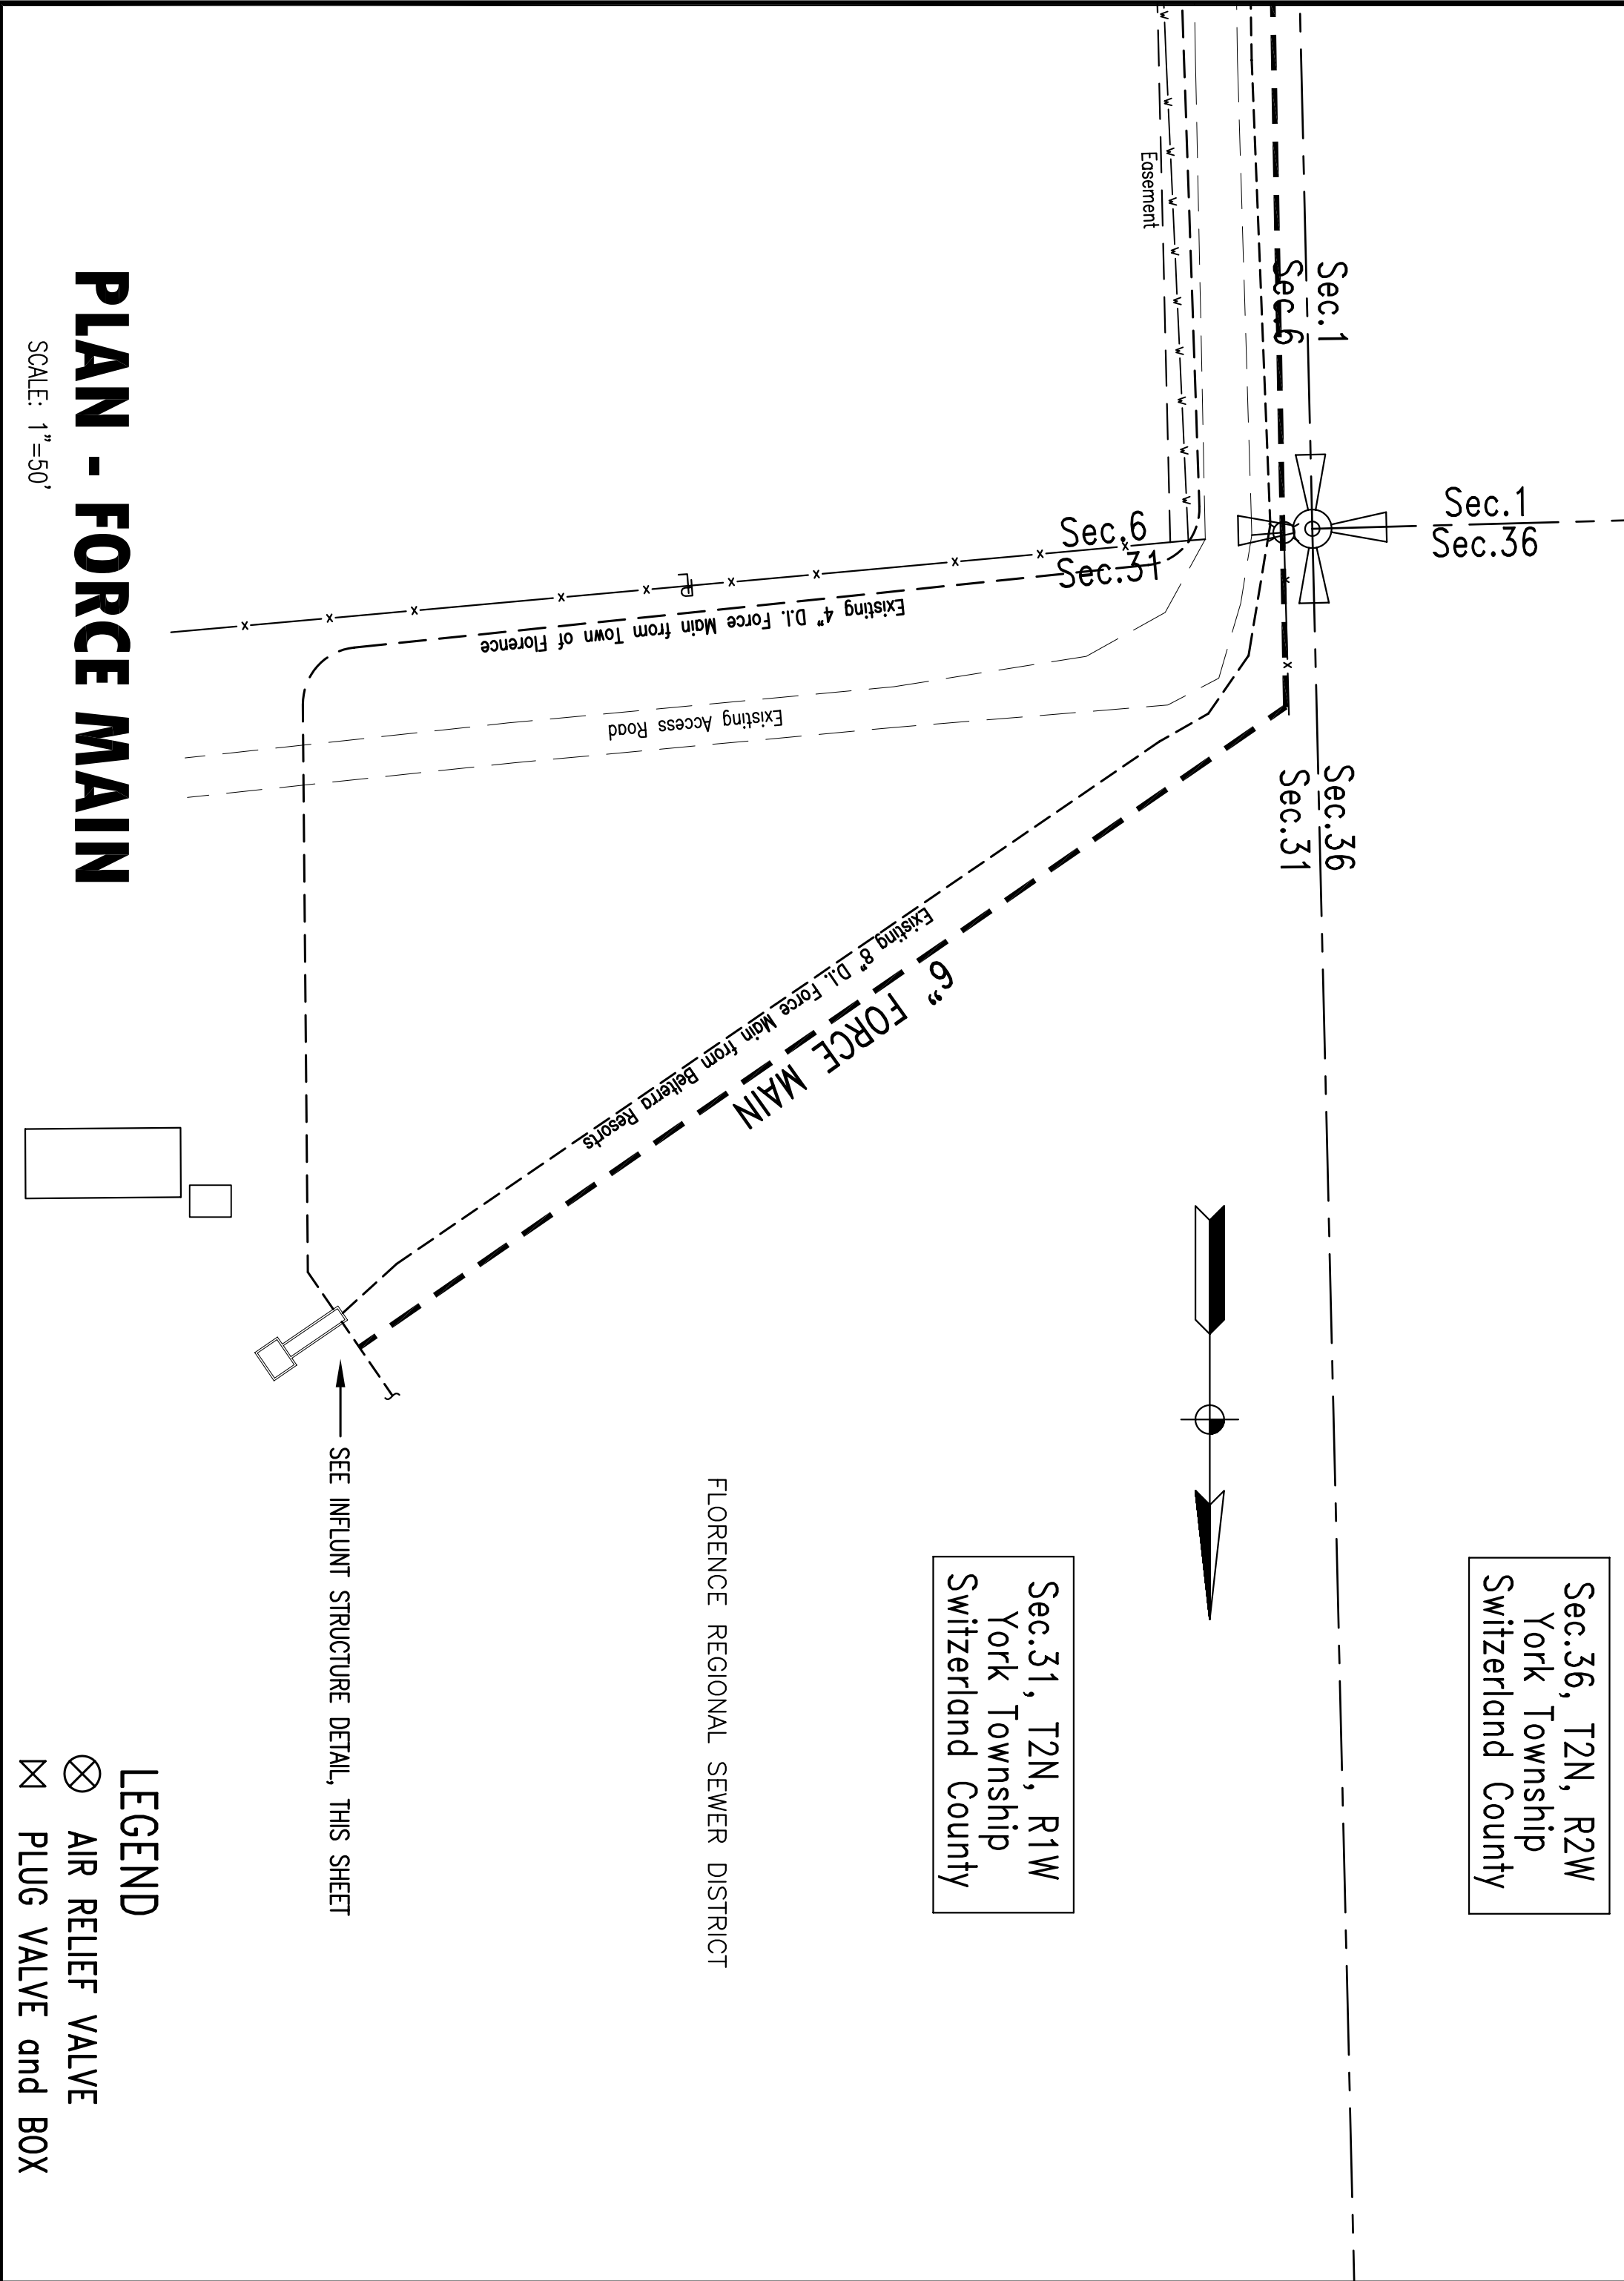 Sec.36, T2N, R2W
York Township
Switzerland County
Sec.1
Sec.36
Sec.1
Sec.6
Sec.36
Sec.31
Sec.6
Sec.31
Easement
Sec.31, T2N, R1W
York Township
Switzerland County
W W W W W W W W W W W
x x x x x x x x x x x
PL
Existing 4" D.I. Force Main from Town of Florence
Existing Access Road
Existing 8" D.I. Force Main from Belterra Resorts
6" FORCE MAIN
FLORENCE REGIONAL SEWER DISTRICT
SEE INFLUNT STRUCTURE DETAIL, THIS SHEET
PLAN - FORCE MAIN
SCALE: 1"=50'
LEGEND
AIR RELIEF VALVE
PLUG VALVE and BOX